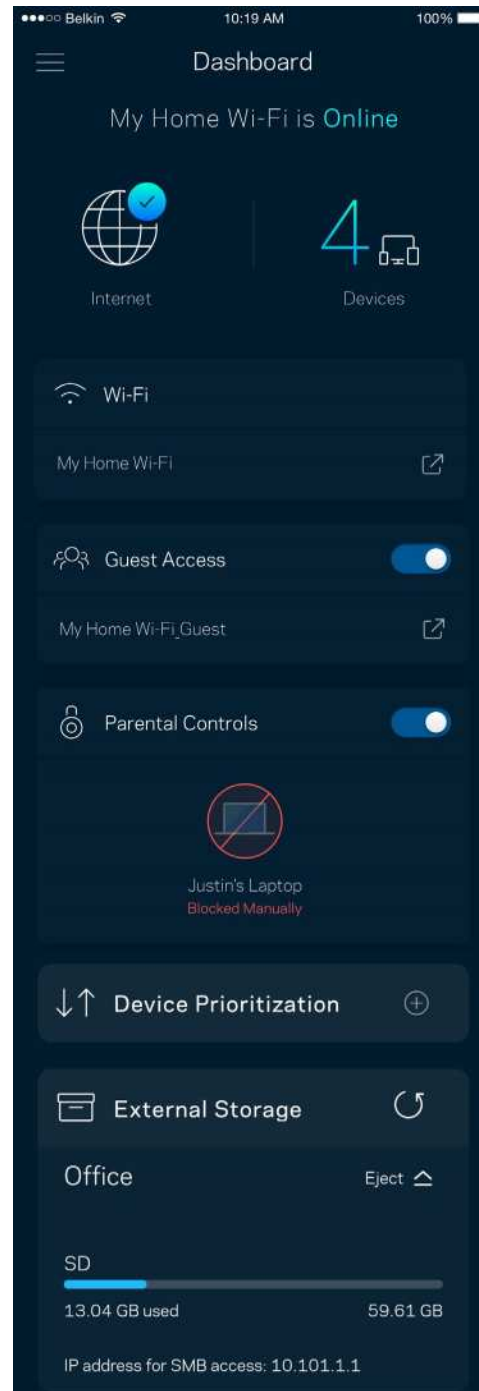 Belkin 10:19 AM 100%
Dashboard
My Home Wi-Fi is Online
4
Internet Devices
Wi-Fi
My Home Wi-Fi
Guest Access
My Home Wi-Fi_Guest
Parental Controls
Justin's Laptop
Blocked Manually
Device Prioritization
External Storage
Office Eject
SD
13.04 GB used 59.61 GB
IP address for SMB access: 10.101.1.1